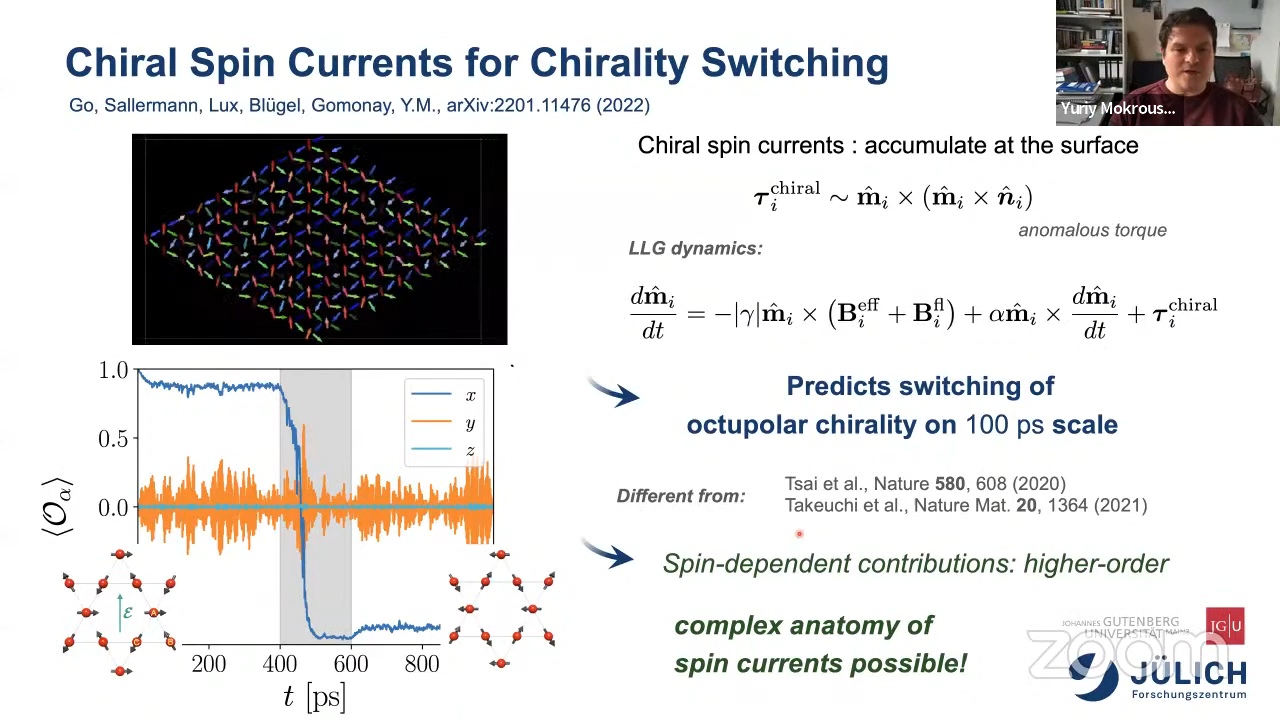 Chiral Spin Currents for Chirality Switching
Go, Sallermann, Lux, Blügel, Gomonay, Y.M., arXiv:2201.11476 (2022)
Yuriy Mokrous...
Chiral spin currents : accumulate at the surface
τ_i^chiral ∼ m̂_i × (m̂_i × n̂_i)
anomalous torque
LLG dynamics:
dm̂_i/dt = −|γ|m̂_i × (B_i^eff + B_i^fl) + αm̂_i × dm̂_i/dt + τ_i^chiral
Predicts switching of
octupolar chirality on 100 ps scale
Different from:
Tsai et al., Nature 580, 608 (2020)
Takeuchi et al., Nature Mat. 20, 1364 (2021)
Spin-dependent contributions: higher-order
complex anatomy of
spin currents possible!
1.0
0.5
0.0
⟨O_α⟩
x
y
z
ε
A
B
C
200 400 600 800
t [ps]
JOHANNES GUTENBERG
UNIVERSITÄT MAINZ
JG|U
zoom
JÜLICH
Forschungszentrum